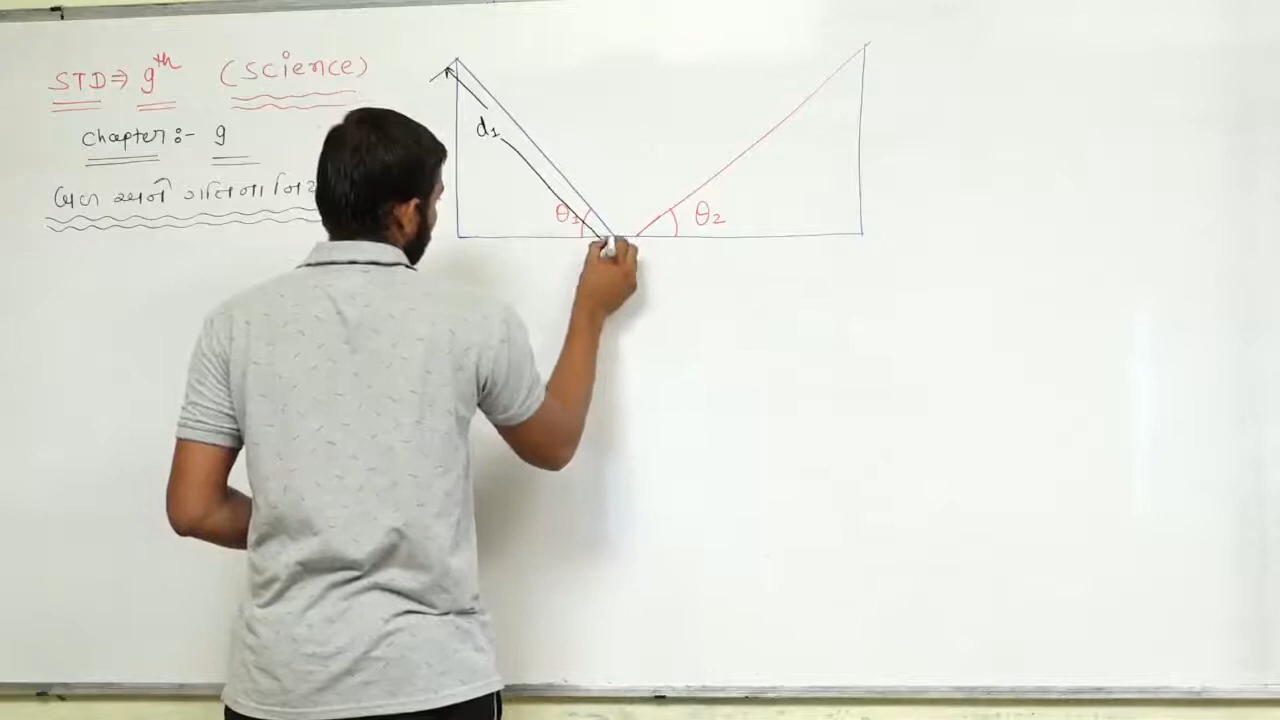 STD⇒ 9th (Science)
Chapter:- 9
બળ અને ગતિના
d1
θ1
θ2